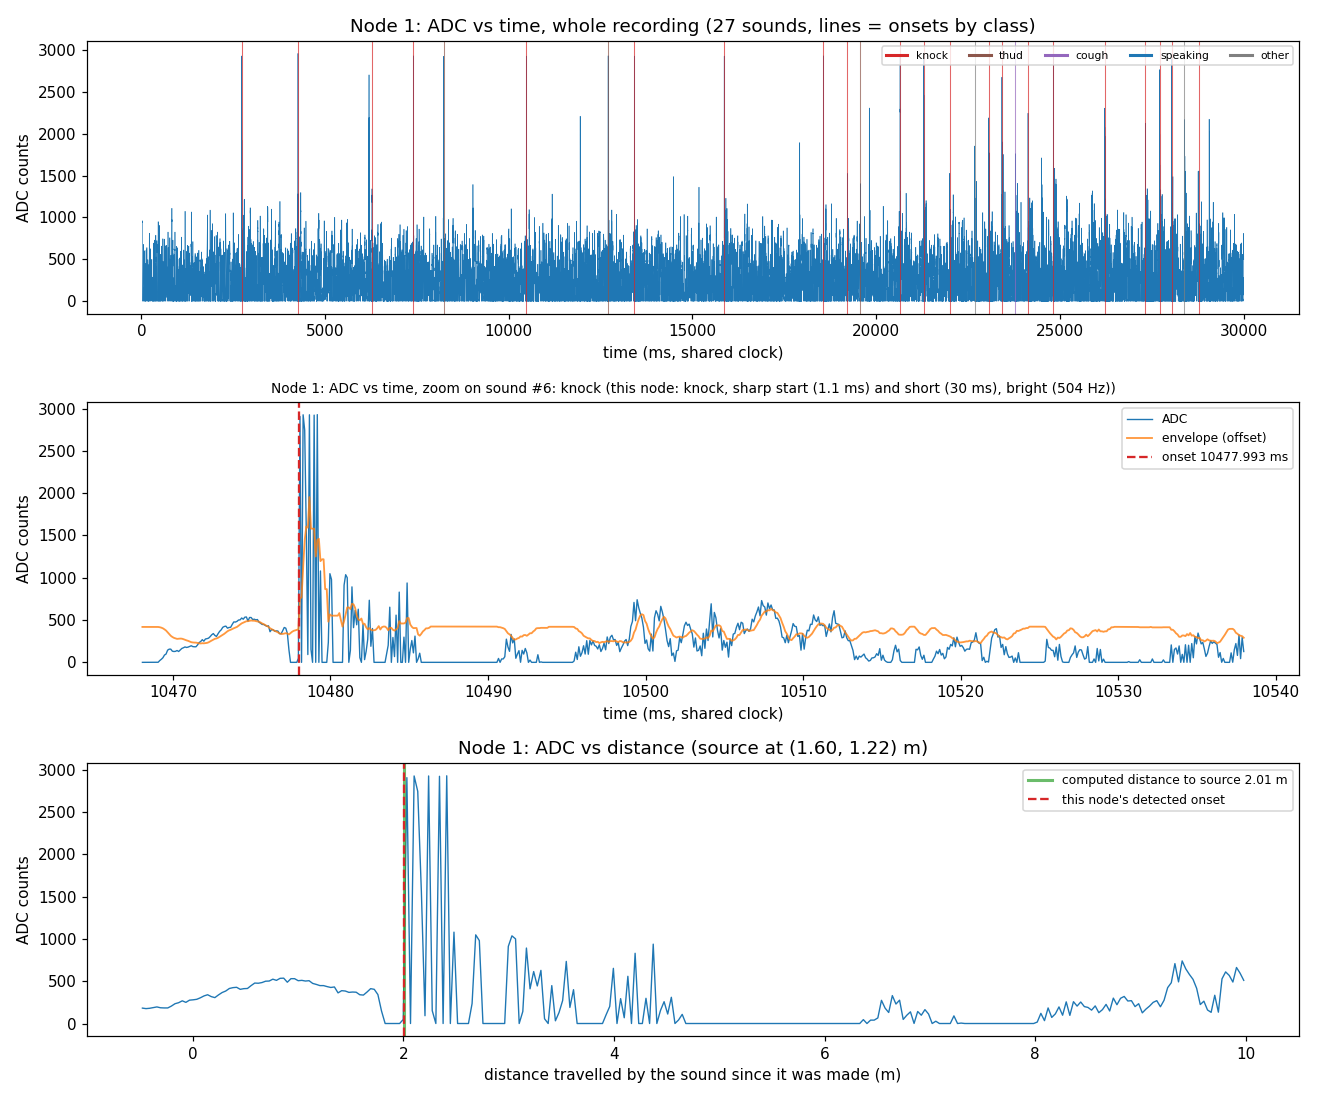 Node 1: ADC vs time, whole recording (27 sounds, lines = onsets by class)
ADC counts
3000
2500
2000
1500
1000
500
0
knock
thud
cough
speaking
other
0 5000 10000 15000 20000 25000 30000
time (ms, shared clock)
Node 1: ADC vs time, zoom on sound #6: knock (this node: knock, sharp start (1.1 ms) and short (30 ms), bright (504 Hz))
ADC counts
3000
2500
2000
1500
1000
500
0
ADC
envelope (offset)
onset 10477.993 ms
10470 10480 10490 10500 10510 10520 10530 10540
time (ms, shared clock)
Node 1: ADC vs distance (source at (1.60, 1.22) m)
ADC counts
3000
2500
2000
1500
1000
500
0
computed distance to source 2.01 m
this node's detected onset
0 2 4 6 8 10
distance travelled by the sound since it was made (m)